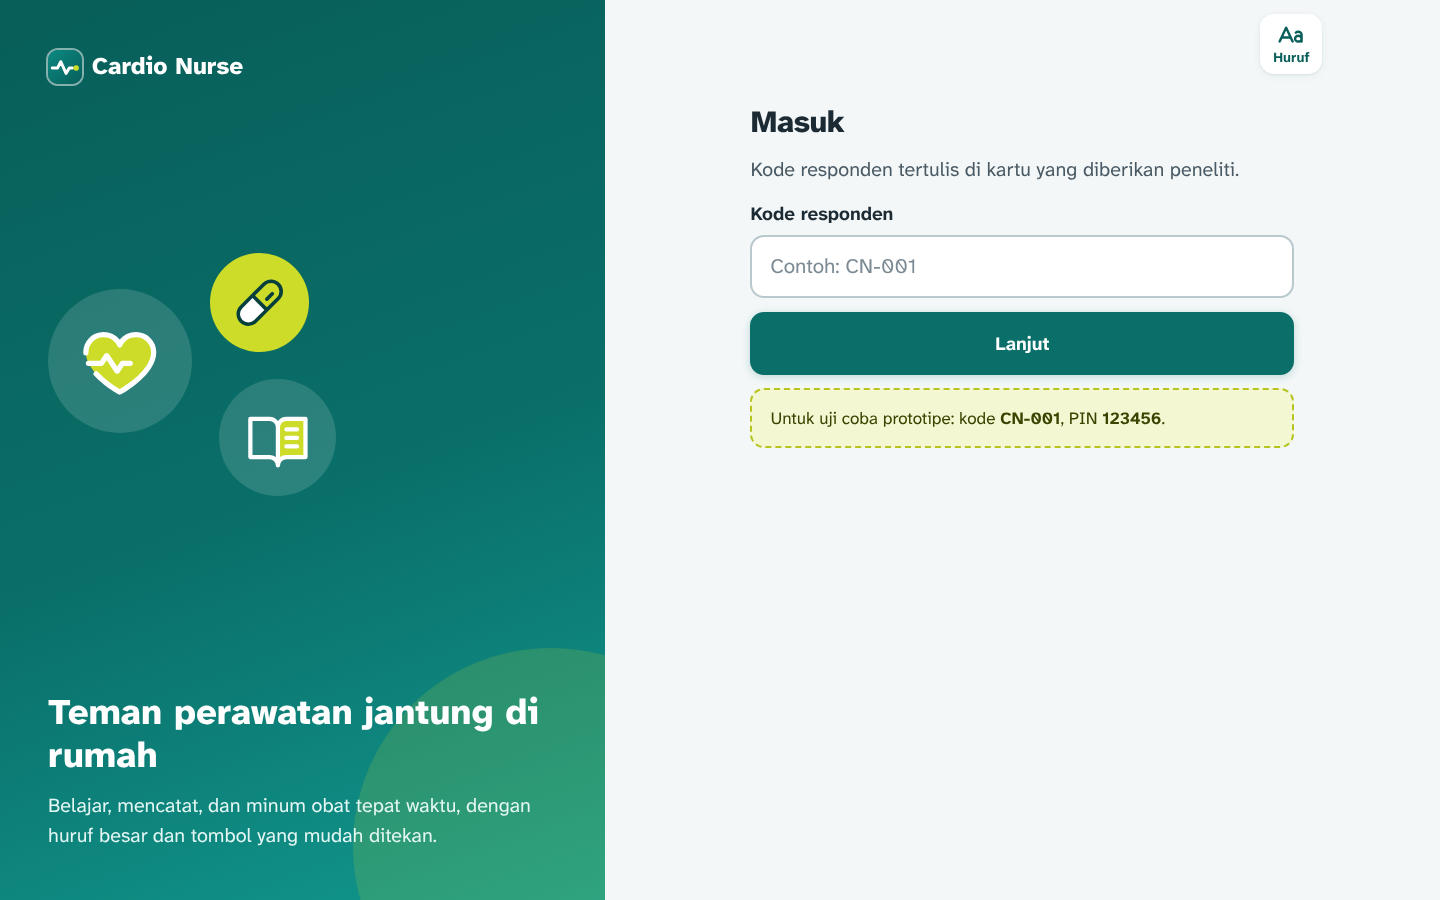 Cardio Nurse
Teman perawatan jantung di
rumah
Belajar, mencatat, dan minum obat tepat waktu, dengan
huruf besar dan tombol yang mudah ditekan.
Aa
Huruf
Masuk
Kode responden tertulis di kartu yang diberikan peneliti.
Kode responden
Contoh: CN-001
Lanjut
Untuk uji coba prototipe: kode CN-001, PIN 123456.